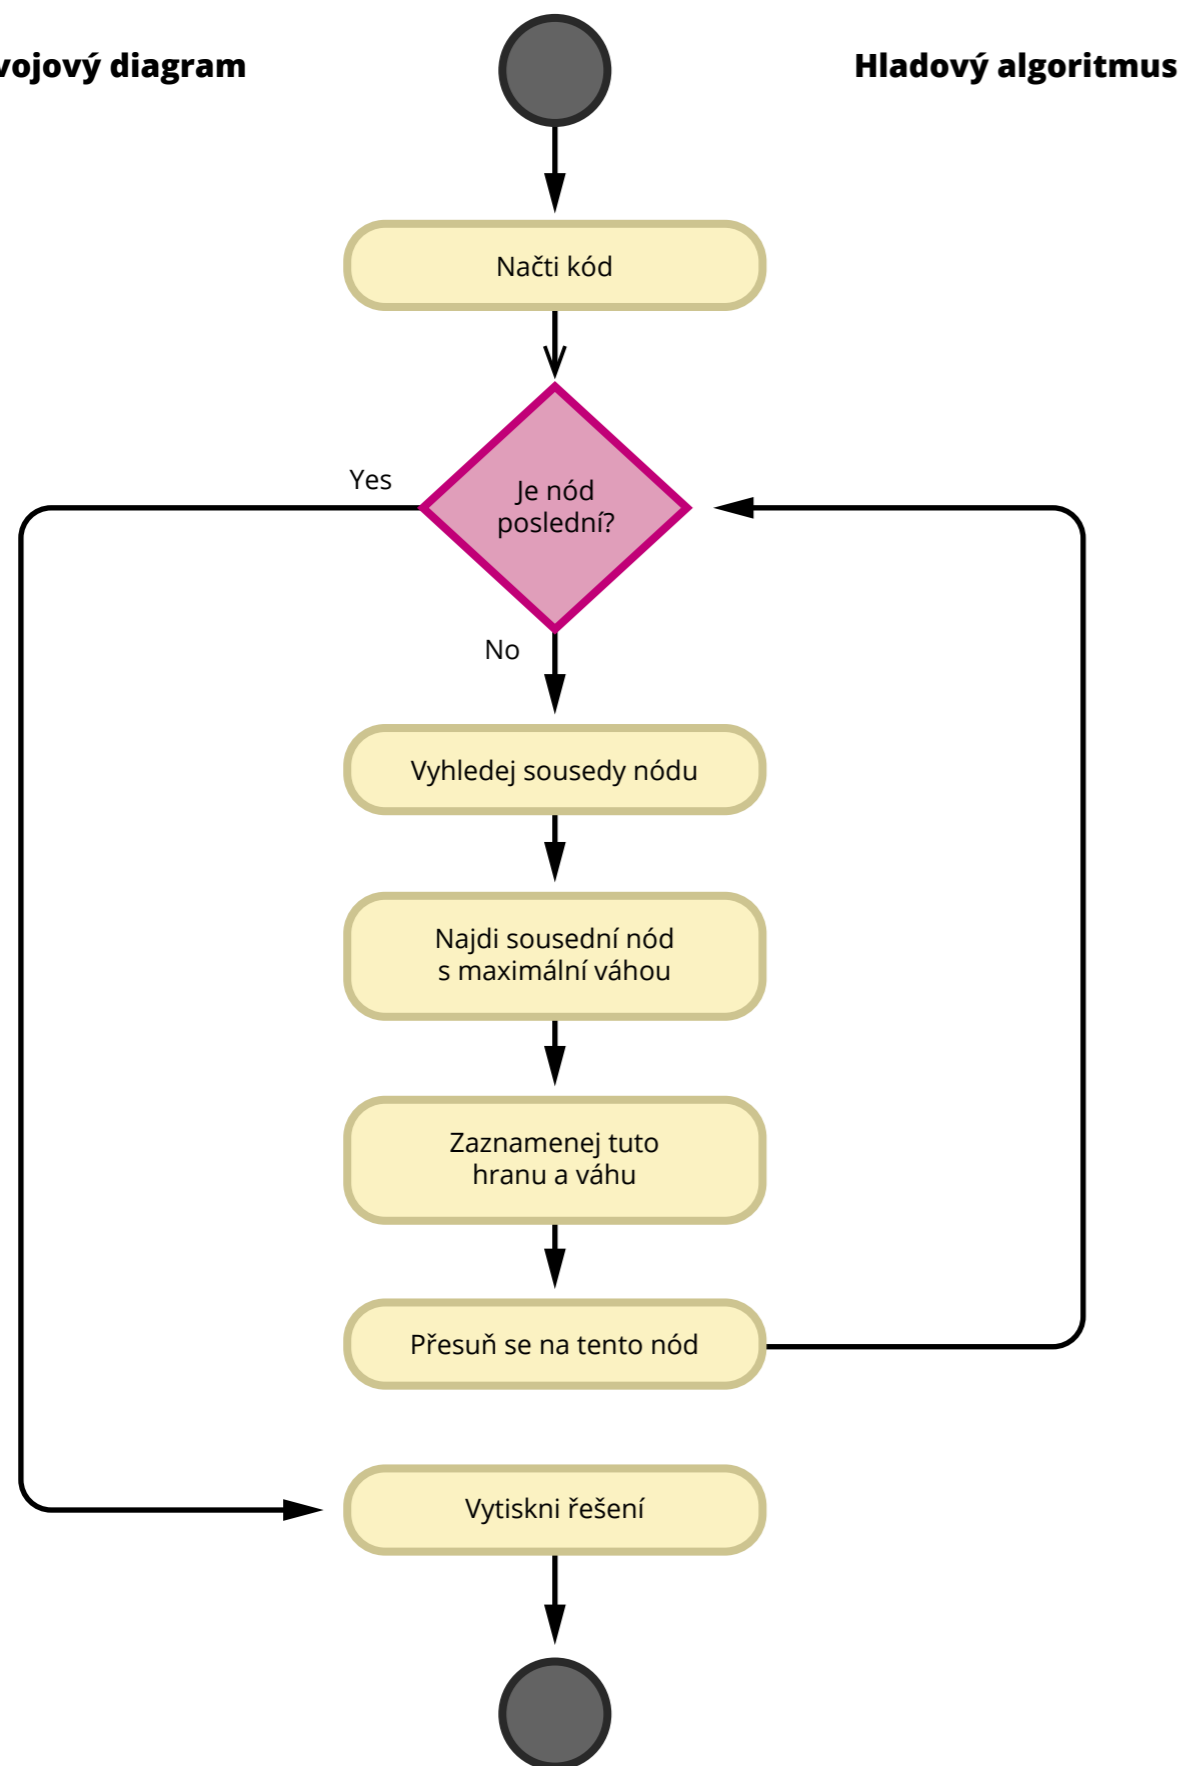 vojový diagram
Hladový algoritmus
Načti kód
Je nód
poslední?
Yes
No
Vyhledej sousedy nódu
Najdi sousední nód
s maximální váhou
Zaznamenej tuto
hranu a váhu
Přesuň se na tento nód
Vytiskni řešení